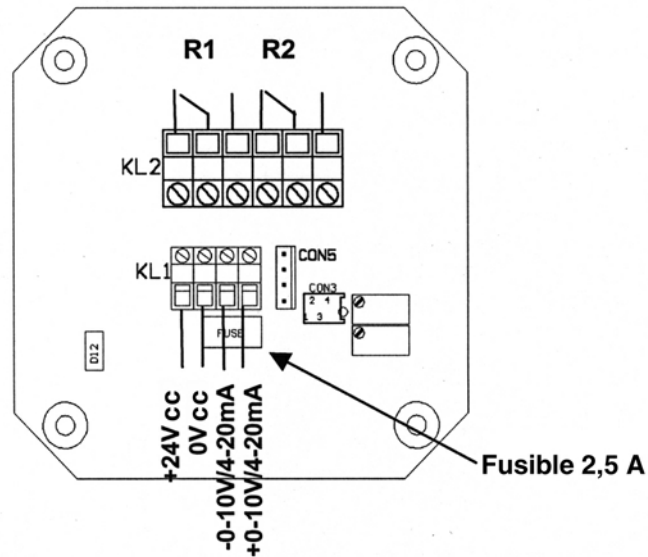 R1 R2
KL2
KL1
CON5
CON3
2 4
1 3
FUSE
D12
+24V cc
0V cc
-0-10V/4-20mA
+0-10V/4-20mA
Fusible 2,5 A